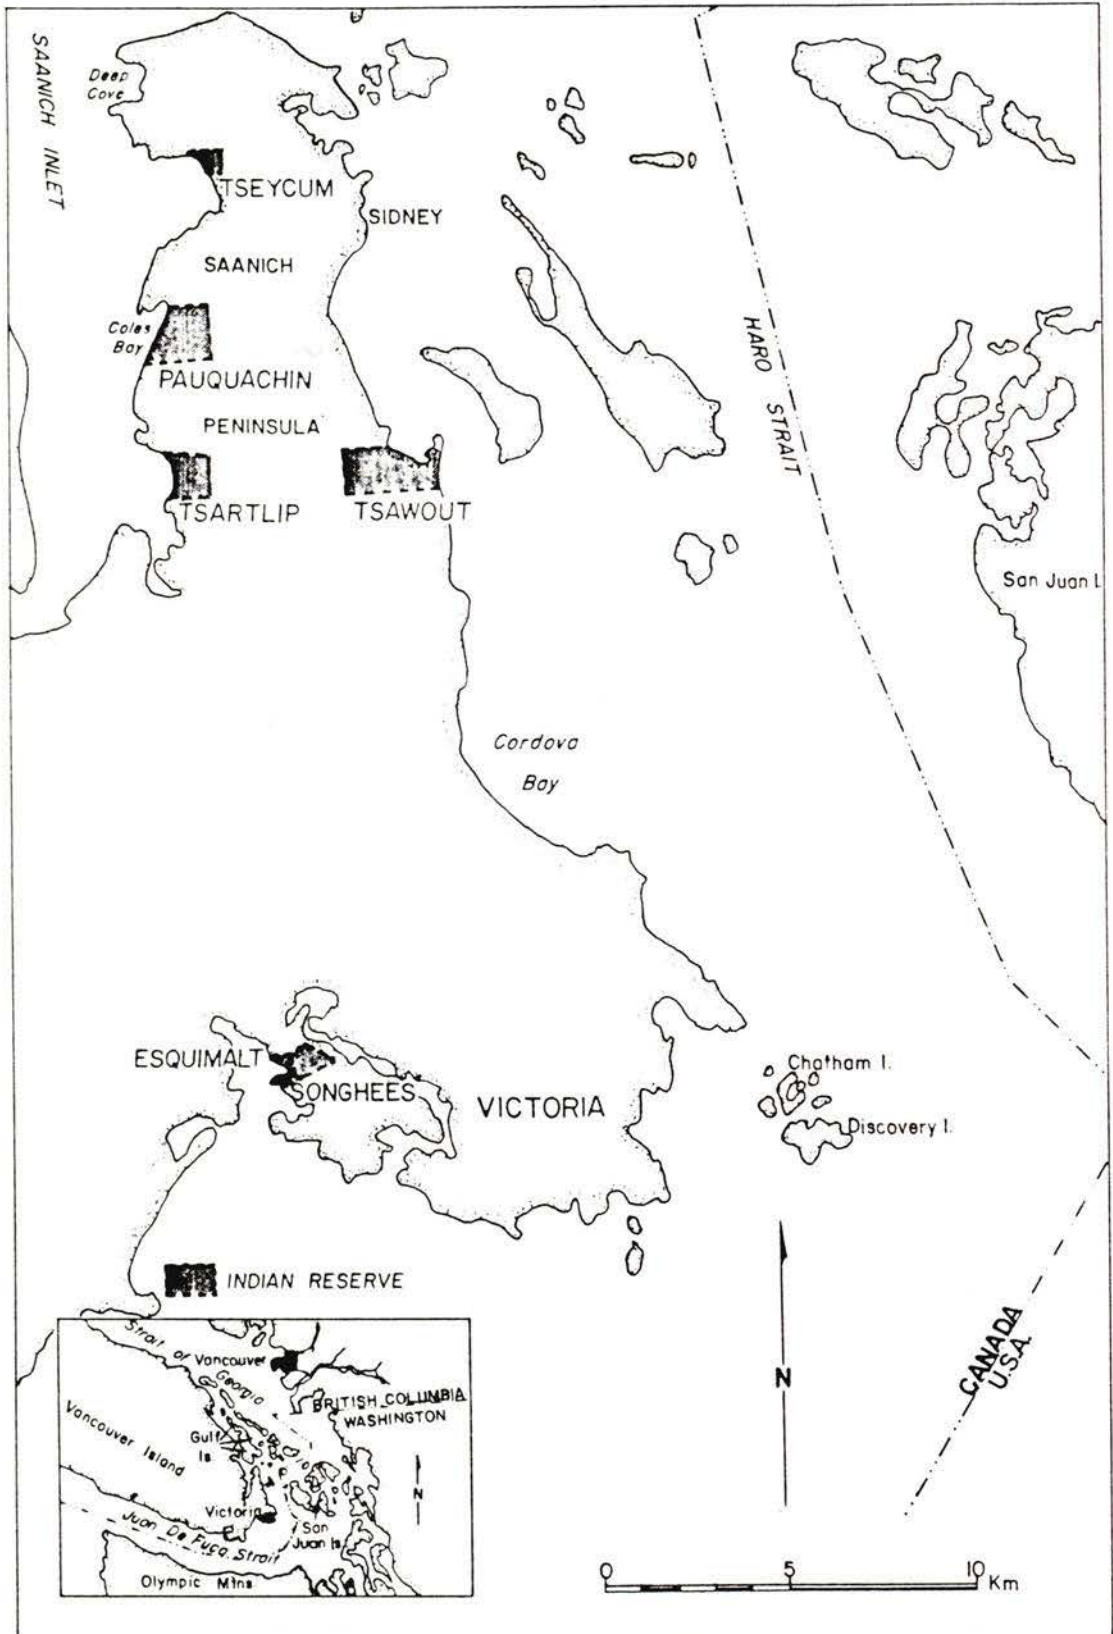 SAANICH INLET
Deep
Cove
TSEYCUM
SIDNEY
SAANICH
Coles
Bay
PAUQUACHIN
PENINSULA
TSARTLIP
TSAWOUT
HARO STRAIT
San Juan I.
Cordova
Bay
ESQUIMALT
SONGHEES
VICTORIA
Chatham I.
Discovery I.
INDIAN RESERVE
CANADA
U.S.A.
N
0 5 10 Km
Strait of Georgia
Vancouver
BRITISH COLUMBIA
WASHINGTON
Vancouver Island
Gulf
Is.
N
Victoria
San
Juan Is.
Juan De Fuca Strait
Olympic Mtns